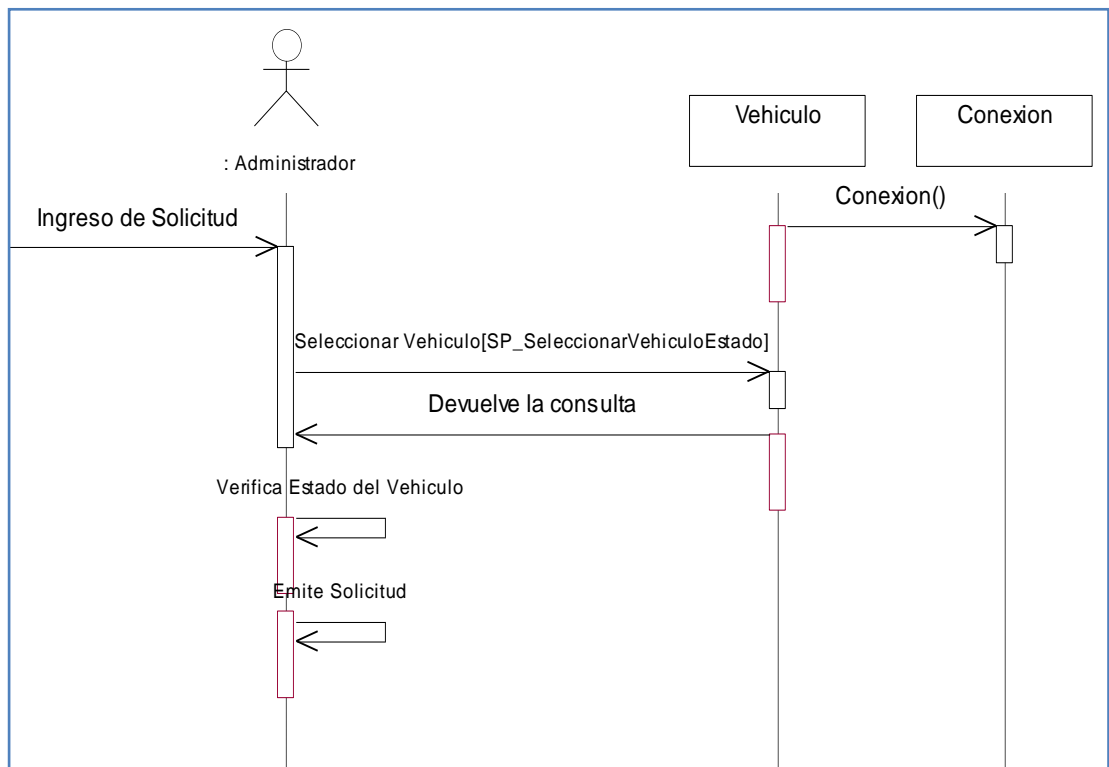 Vehiculo
Conexion
: Administrador
Conexion()
Ingreso de Solicitud
Seleccionar Vehiculo[SP_SeleccionarVehiculoEstado]
Devuelve la consulta
Verifica Estado del Vehiculo
Emite Solicitud